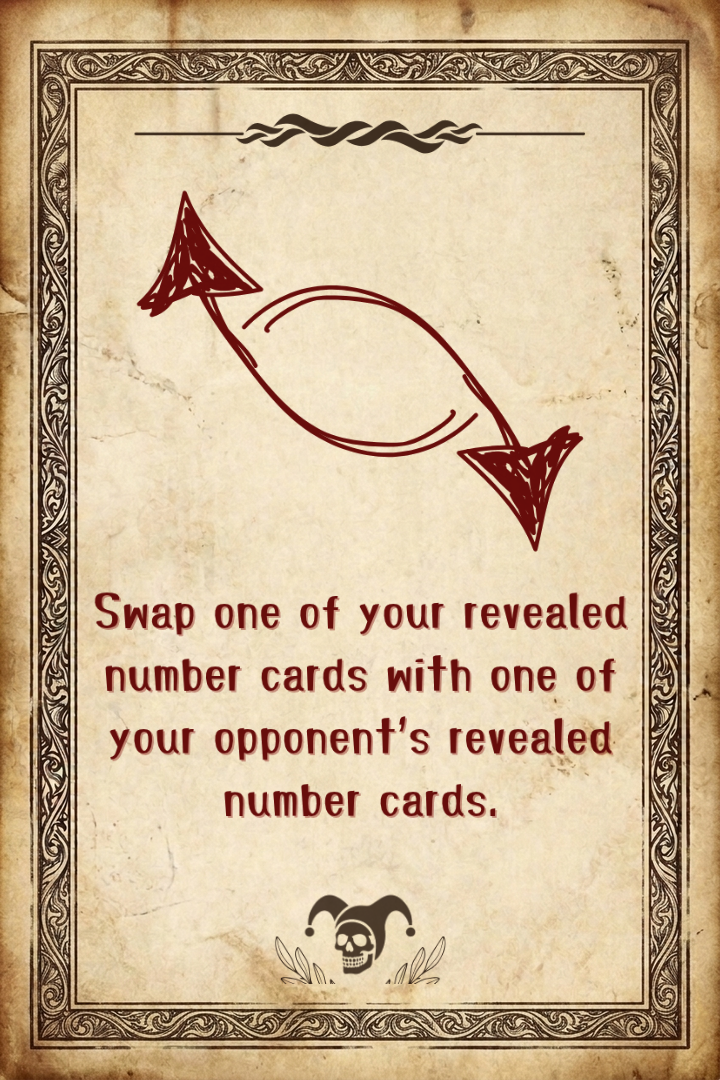 Swap one of your revealed
number cards with one of
your opponent's revealed
number cards.